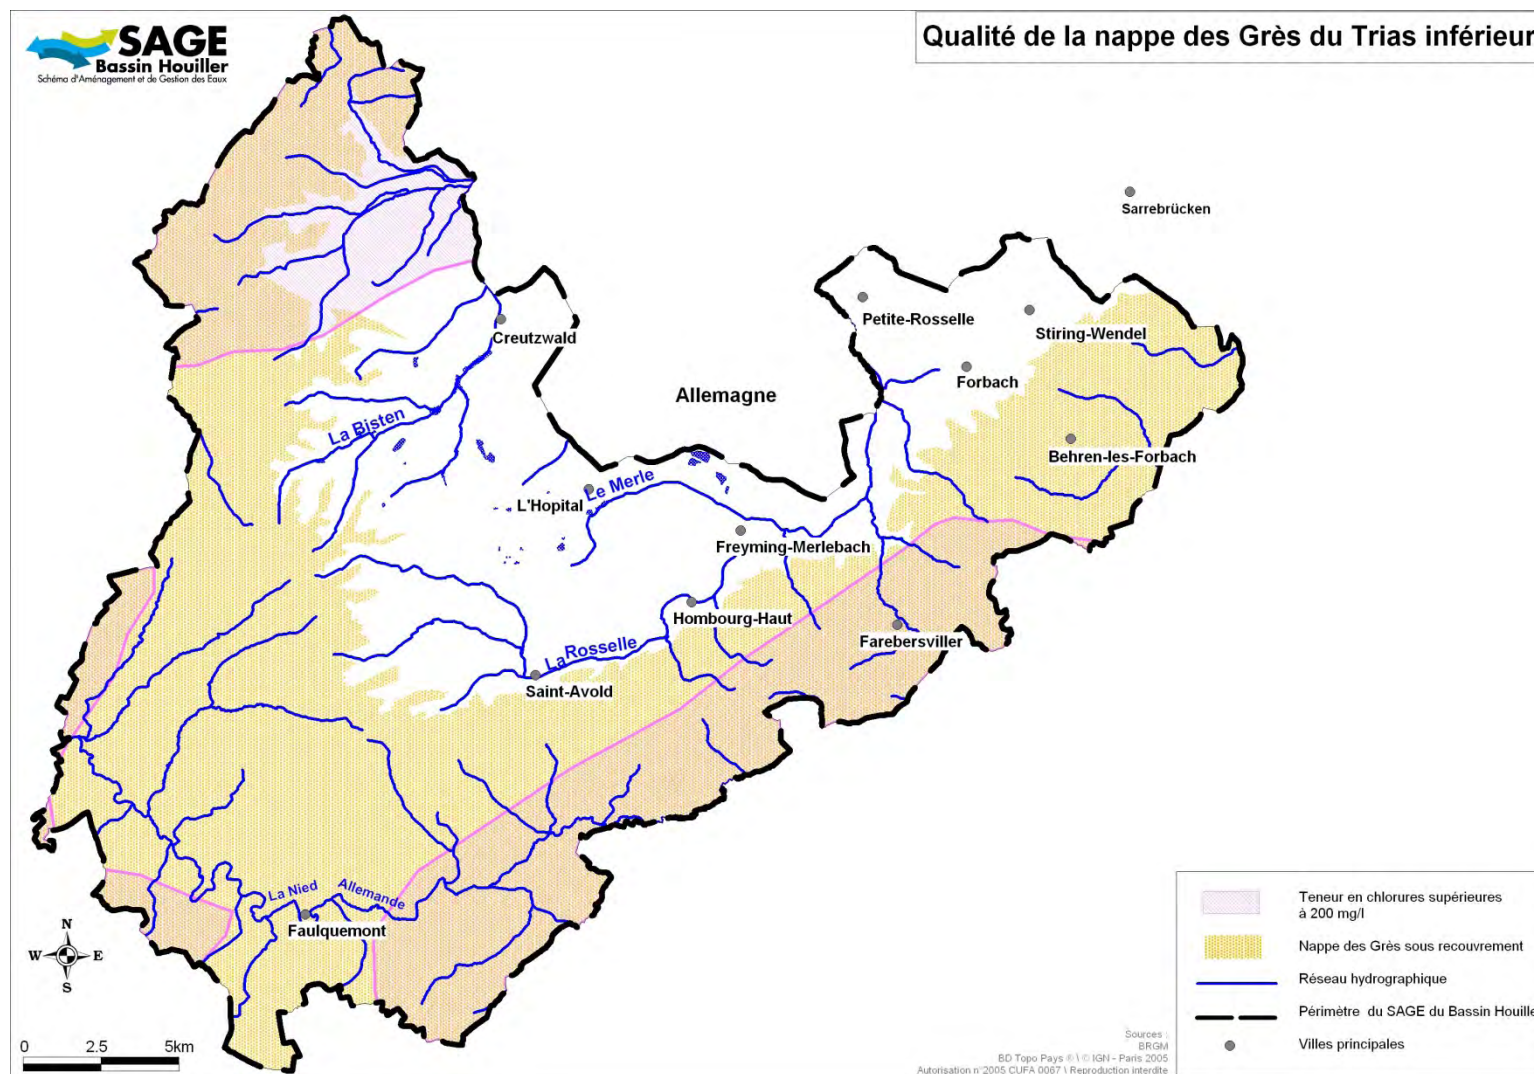 SAGE
Bassin Houiller
Schéma d'Aménagement et de Gestion des Eaux
Qualité de la nappe des Grès du Trias inférieur
Sarrebrücken
Petite-Rosselle
Stiring-Wendel
Creutzwald
Forbach
Allemagne
La Bisten
Behren-les-Forbach
L'Hopital
Le Merle
Freyming-Merlebach
Hombourg-Haut
Farebersviller
La Rosselle
Saint-Avold
La Nied Allemande
Faulquemont
N
W E
S
0 2.5 5km
Teneur en chlorures supérieures
à 200 mg/l
Nappe des Grès sous recouvrement
Réseau hydrographique
Périmètre du SAGE du Bassin Houille
Villes principales
Sources :
BRGM
BD Topo Pays ® \ © IGN - Paris 2005
Autorisation n°2005 CUFA 0067 \ Reproduction interdite